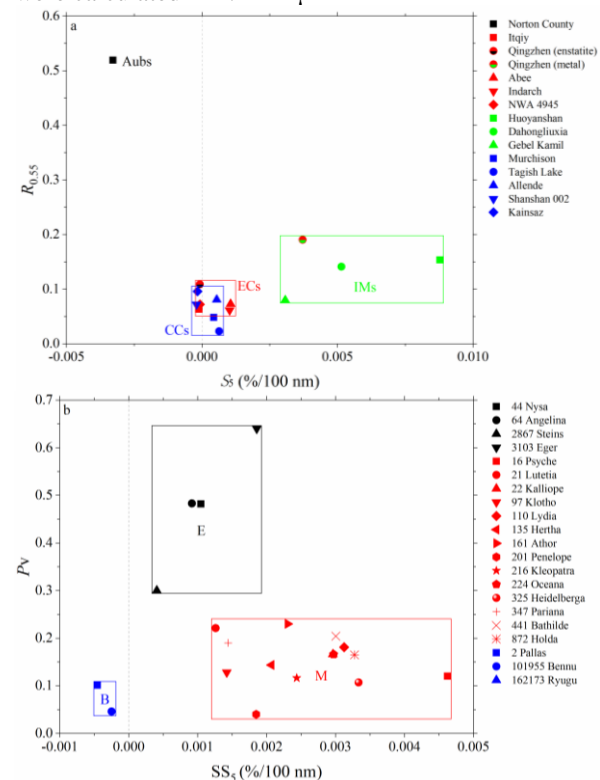 were calculated
a
Aubs
ECs
IMs
CCs
R0.55
0.6
0.5
0.4
0.3
0.2
0.1
0.0
-0.005
0.000
0.005
0.010
S5 (%/100 nm)
Norton County
Itqiy
Qingzhen (enstatite)
Qingzhen (metal)
Abee
Indarch
NWA 4945
Huoyanshan
Dahongliuxia
Gebel Kamil
Murchison
Tagish Lake
Allende
Shanshan 002
Kainsaz
b
E
M
B
PV
0.7
0.6
0.5
0.4
0.3
0.2
0.1
0.0
-0.001
0.000
0.001
0.002
0.003
0.004
0.005
SS5 (%/100 nm)
44 Nysa
64 Angelina
2867 Steins
3103 Eger
16 Psyche
21 Lutetia
22 Kalliope
97 Klotho
110 Lydia
135 Hertha
161 Athor
201 Penelope
216 Kleopatra
224 Oceana
325 Heidelberga
347 Pariana
441 Bathilde
872 Holda
2 Pallas
101955 Bennu
162173 Ryugu